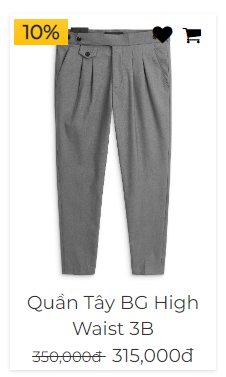 10%
Quần Tây BG High
Waist 3B
350,000đ 315,000đ